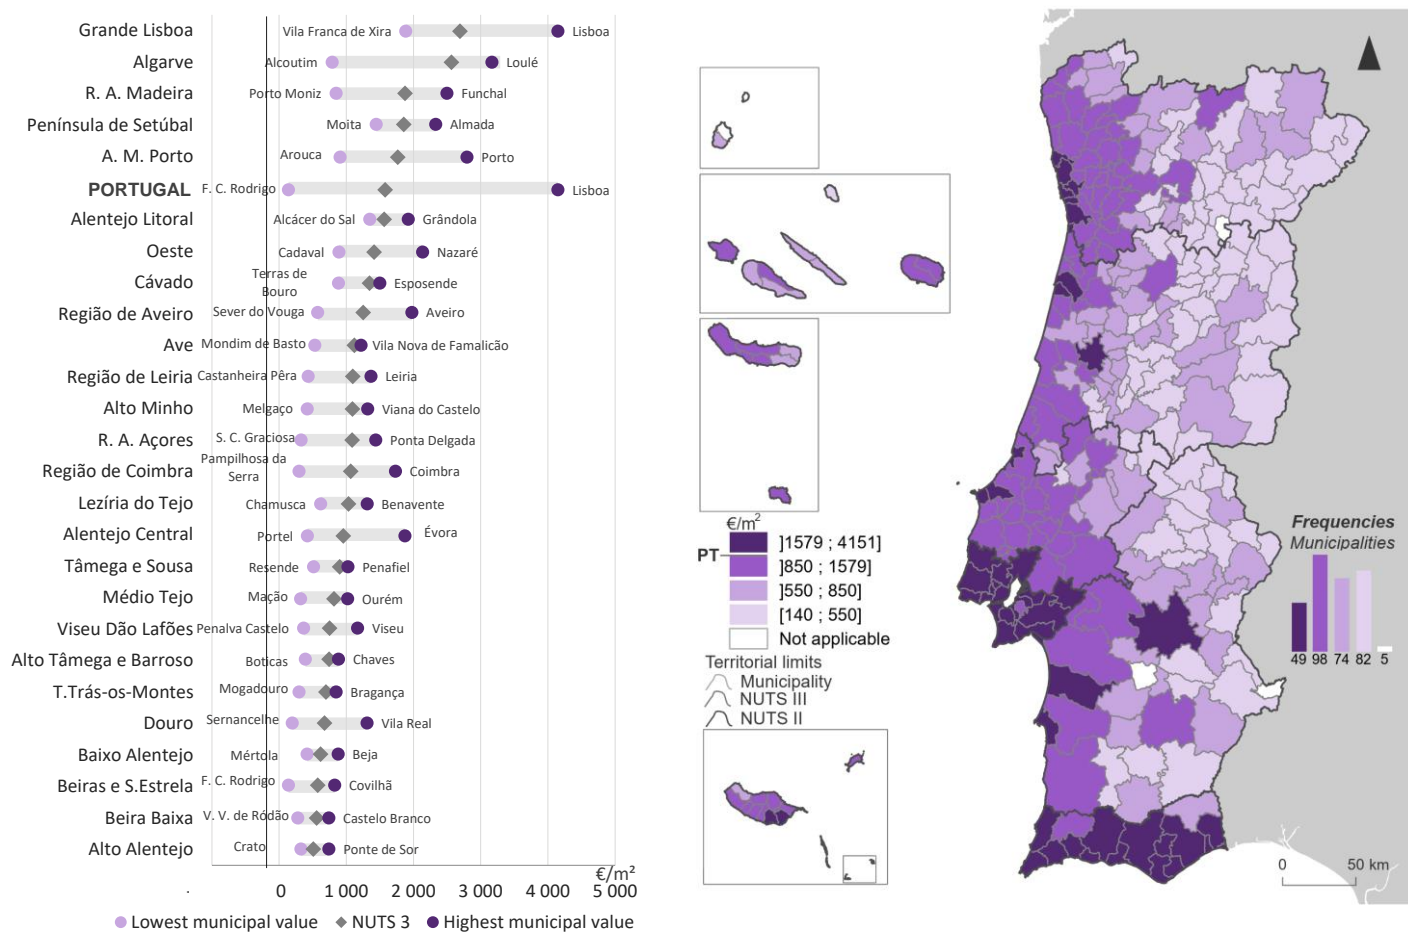 Grande Lisboa Vila Franca de Xira Lisboa
Algarve Alcoutim Loulé
R. A. Madeira Porto Moniz Funchal
Península de Setúbal Moita Almada
A. M. Porto Arouca Porto
PORTUGAL F. C. Rodrigo Lisboa
Alentejo Litoral Alcácer do Sal Grândola
Oeste Cadaval Nazaré
Cávado Terras de Bouro Esposende
Região de Aveiro Sever do Vouga Aveiro
Ave Mondim de Basto Vila Nova de Famalicão
Região de Leiria Castanheira Pêra Leiria
Alto Minho Melgaço Viana do Castelo
R. A. Açores S. C. Graciosa Ponta Delgada
Região de Coimbra Pampilhosa da Serra Coimbra
Lezíria do Tejo Chamusca Benavente
Alentejo Central Portel Évora
Tâmega e Sousa Resende Penafiel
Médio Tejo Mação Ourém
Viseu Dão Lafões Penalva Castelo Viseu
Alto Tâmega e Barroso Boticas Chaves
T.Trás-os-Montes Mogadouro Bragança
Douro Sernancelhe Vila Real
Baixo Alentejo Mértola Beja
Beiras e S.Estrela F. C. Rodrigo Covilhã
Beira Baixa V. V. de Ródão Castelo Branco
Alto Alentejo Crato Ponte de Sor
€/m²
0 1 000 2 000 3 000 4 000 5 000
Lowest municipal value NUTS 3 Highest municipal value
€/m²
]1579 ; 4151]
PT
]850 ; 1579]
]550 ; 850]
[140 ; 550]
Not applicable
Territorial limits
Municipality
NUTS III
NUTS II
Frequencies
Municipalities
49 98 74 82 5
0 50 km